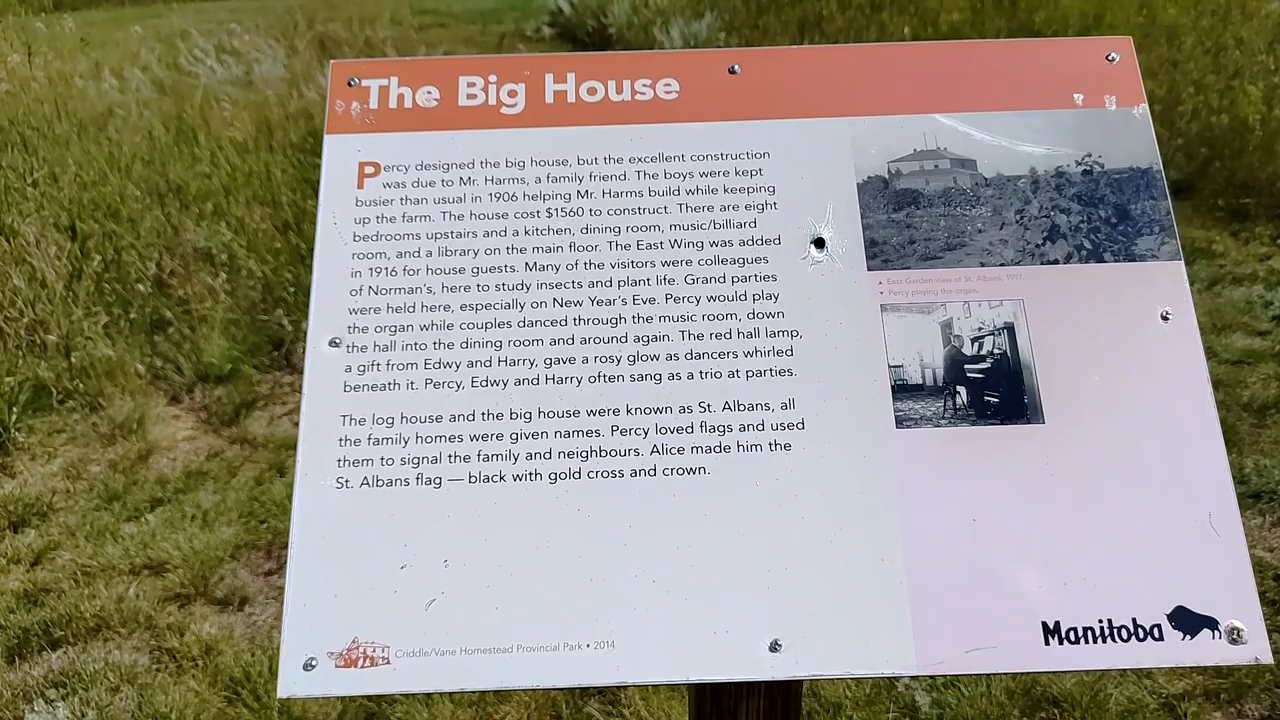 The Big House
Percy designed the big house, but the excellent construction
was due to Mr. Harms, a family friend. The boys were kept
busier than usual in 1906 helping Mr. Harms build while keeping
up the farm. The house cost $1560 to construct. There are eight
bedrooms upstairs and a kitchen, dining room, music/billiard
room, and a library on the main floor. The East Wing was added
in 1916 for house guests. Many of the visitors were colleagues
of Norman's, here to study insects and plant life. Grand parties
were held here, especially on New Year's Eve. Percy would play
the organ while couples danced through the music room, down
the hall into the dining room and around again. The red hall lamp,
a gift from Edwy and Harry, gave a rosy glow as dancers whirled
beneath it. Percy, Edwy and Harry often sang as a trio at parties.
The log house and the big house were known as St. Albans, all
the family homes were given names. Percy loved flags and used
them to signal the family and neighbours. Alice made him the
St. Albans flag — black with gold cross and crown.
▲ East Garden view of St. Albans, 1917.
▼ Percy playing the organ.
Criddle/Vane Homestead Provincial Park • 2014
Manitoba